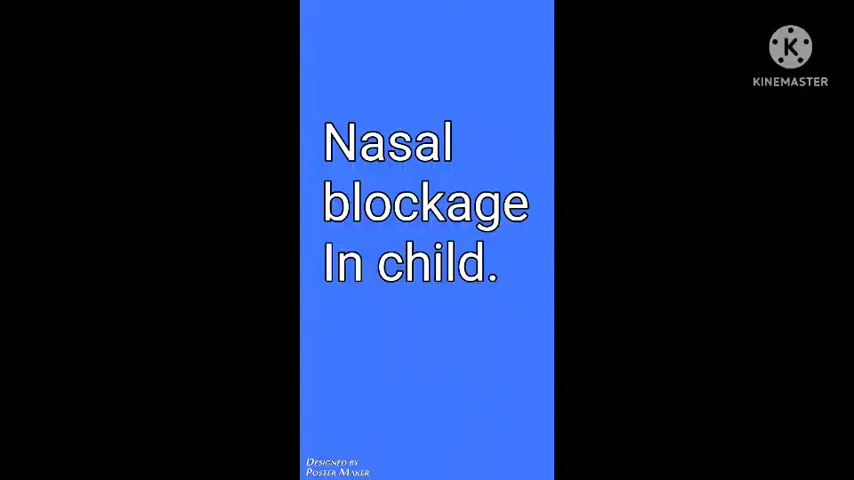 Nasal
blockage
In child.
KINEMASTER
DESIGNED BY
POSTER MAKER